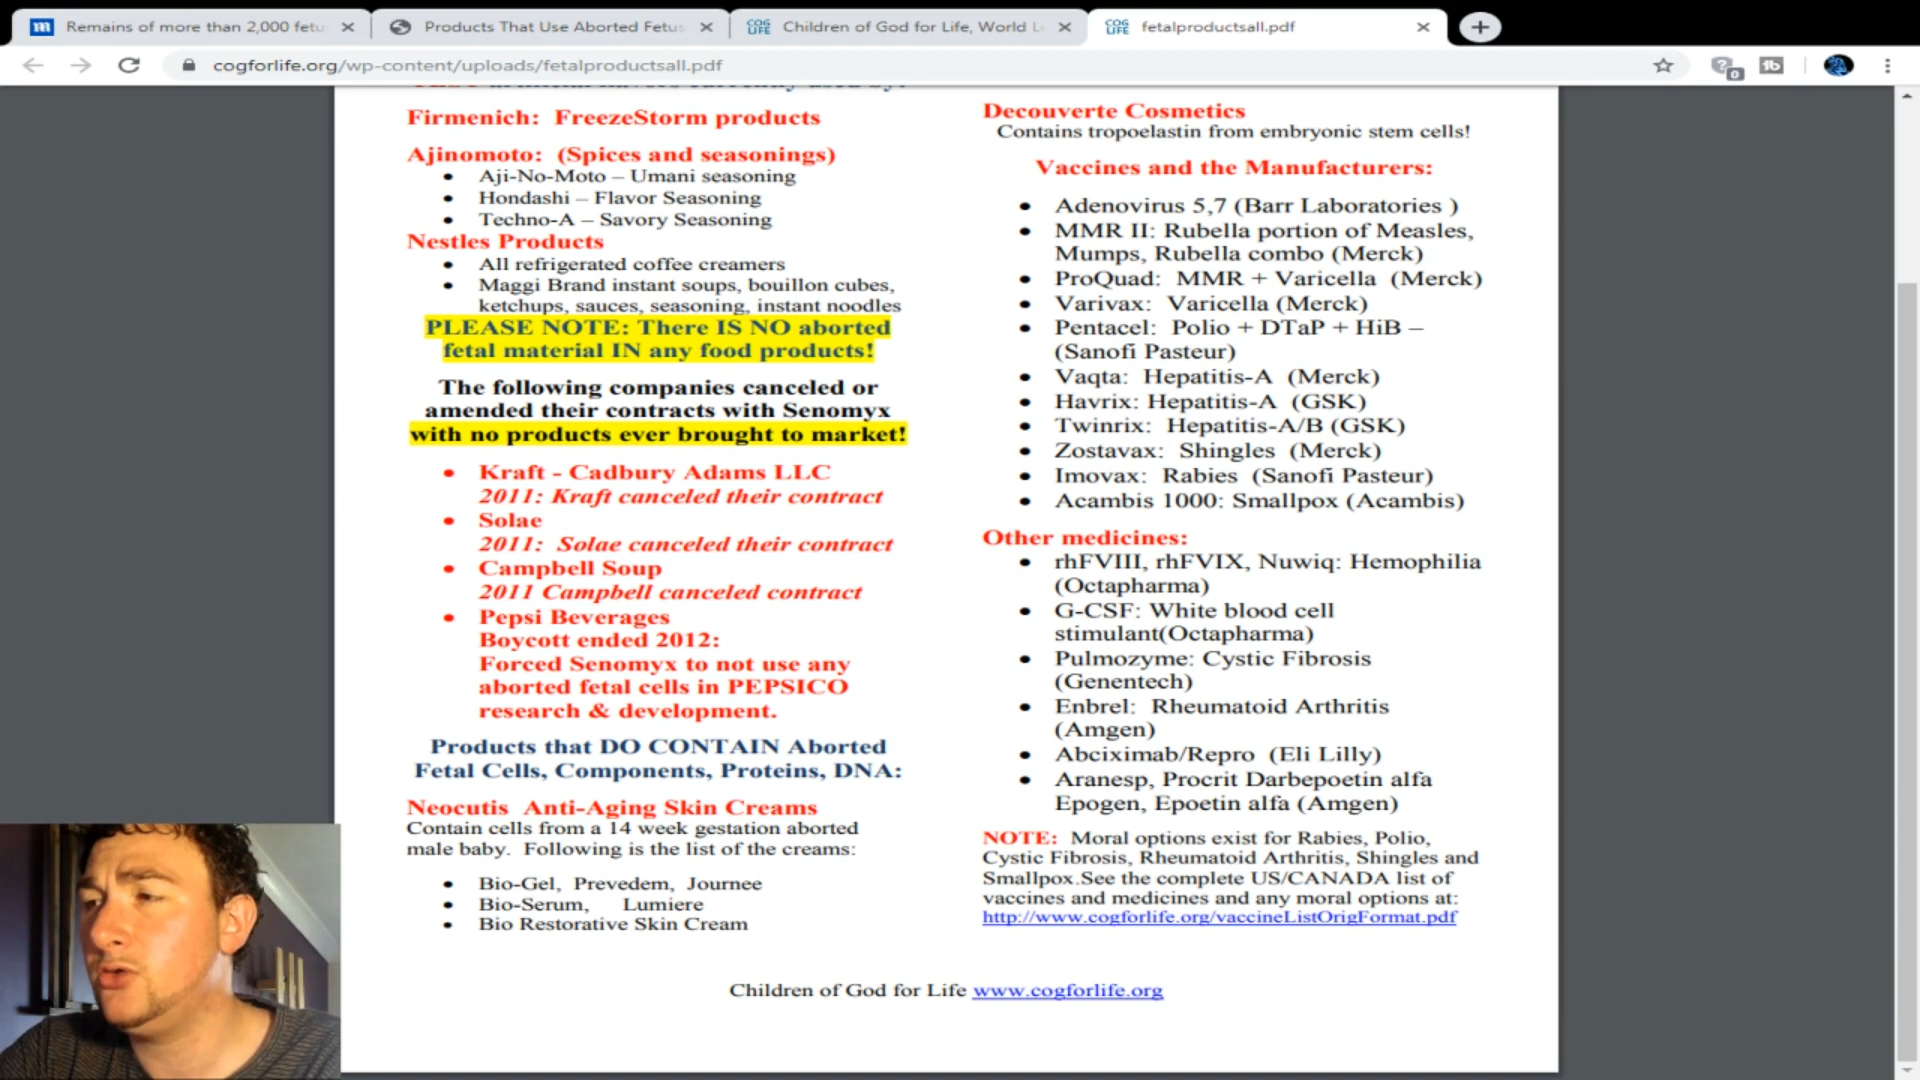 Remains of more than 2,000 fetu
Products That Use Aborted Fetus
COG LIFE
Children of God for Life, World Le
COG LIFE
fetalproductsall.pdf
cogforlife.org/wp-content/uploads/fetalproductsall.pdf
0
Firmenich: FreezeStorm products
Ajinomoto: (Spices and seasonings)
• Aji-No-Moto – Umani seasoning
• Hondashi – Flavor Seasoning
• Techno-A – Savory Seasoning
Nestles Products
• All refrigerated coffee creamers
• Maggi Brand instant soups, bouillon cubes,
ketchups, sauces, seasoning, instant noodles
PLEASE NOTE: There IS NO aborted
fetal material IN any food products!
The following companies canceled or
amended their contracts with Senomyx
with no products ever brought to market!
• Kraft - Cadbury Adams LLC
2011: Kraft canceled their contract
• Solae
2011: Solae canceled their contract
• Campbell Soup
2011 Campbell canceled contract
• Pepsi Beverages
Boycott ended 2012:
Forced Senomyx to not use any
aborted fetal cells in PEPSICO
research & development.
Products that DO CONTAIN Aborted
Fetal Cells, Components, Proteins, DNA:
Neocutis Anti-Aging Skin Creams
Contain cells from a 14 week gestation aborted
male baby. Following is the list of the creams:
• Bio-Gel, Prevedem, Journee
• Bio-Serum, Lumiere
• Bio Restorative Skin Cream
Decouverte Cosmetics
Contains tropoelastin from embryonic stem cells!
Vaccines and the Manufacturers:
• Adenovirus 5,7 (Barr Laboratories )
• MMR II: Rubella portion of Measles,
Mumps, Rubella combo (Merck)
• ProQuad: MMR + Varicella (Merck)
• Varivax: Varicella (Merck)
• Pentacel: Polio + DTaP + HiB –
(Sanofi Pasteur)
• Vaqta: Hepatitis-A (Merck)
• Havrix: Hepatitis-A (GSK)
• Twinrix: Hepatitis-A/B (GSK)
• Zostavax: Shingles (Merck)
• Imovax: Rabies (Sanofi Pasteur)
• Acambis 1000: Smallpox (Acambis)
Other medicines:
• rhFVIII, rhFVIX, Nuwiq: Hemophilia
(Octapharma)
• G-CSF: White blood cell
stimulant(Octapharma)
• Pulmozyme: Cystic Fibrosis
(Genentech)
• Enbrel: Rheumatoid Arthritis
(Amgen)
• Abciximab/Repro (Eli Lilly)
• Aranesp, Procrit Darbepoetin alfa
Epogen, Epoetin alfa (Amgen)
NOTE: Moral options exist for Rabies, Polio,
Cystic Fibrosis, Rheumatoid Arthritis, Shingles and
Smallpox.See the complete US/CANADA list of
vaccines and medicines and any moral options at:
http://www.cogforlife.org/vaccineListOrigFormat.pdf
Children of God for Life www.cogforlife.org